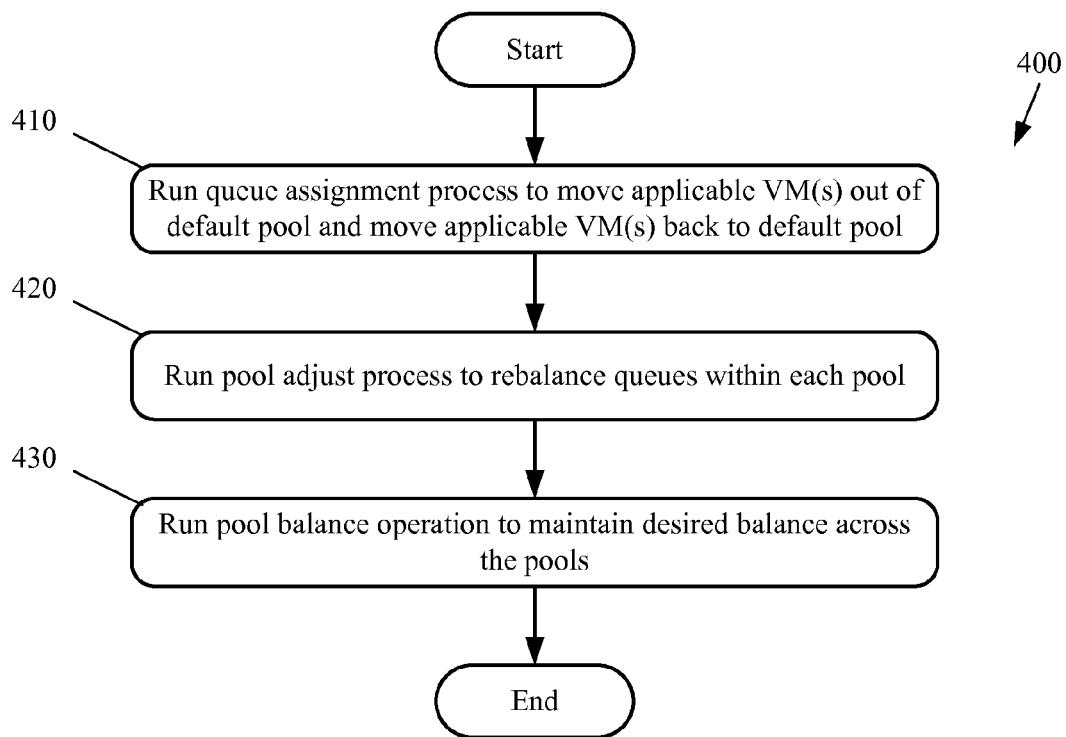 Start
400
410
Run queue assignment process to move applicable VM(s) out of
default pool and move applicable VM(s) back to default pool
420
Run pool adjust process to rebalance queues within each pool
430
Run pool balance operation to maintain desired balance across
the pools
End